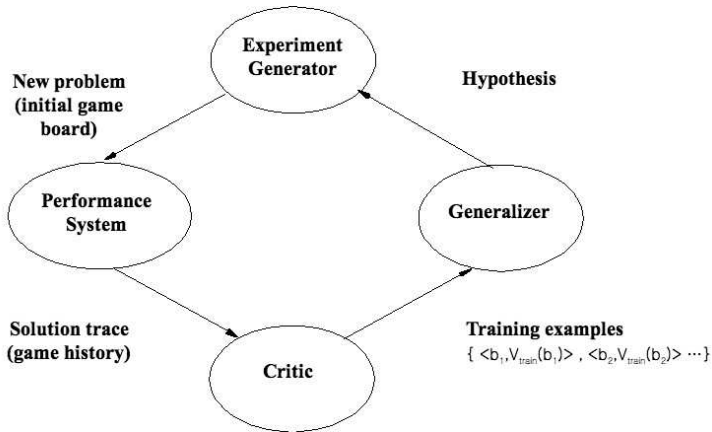 Experiment
Generator
New problem
(initial game
board)
Hypothesis
Performance
System
Generalizer
Solution trace
(game history)
Critic
Training examples
{ <b₁,Vtrain(b₁)> , <b₂,Vtrain(b₂)> ⋯}